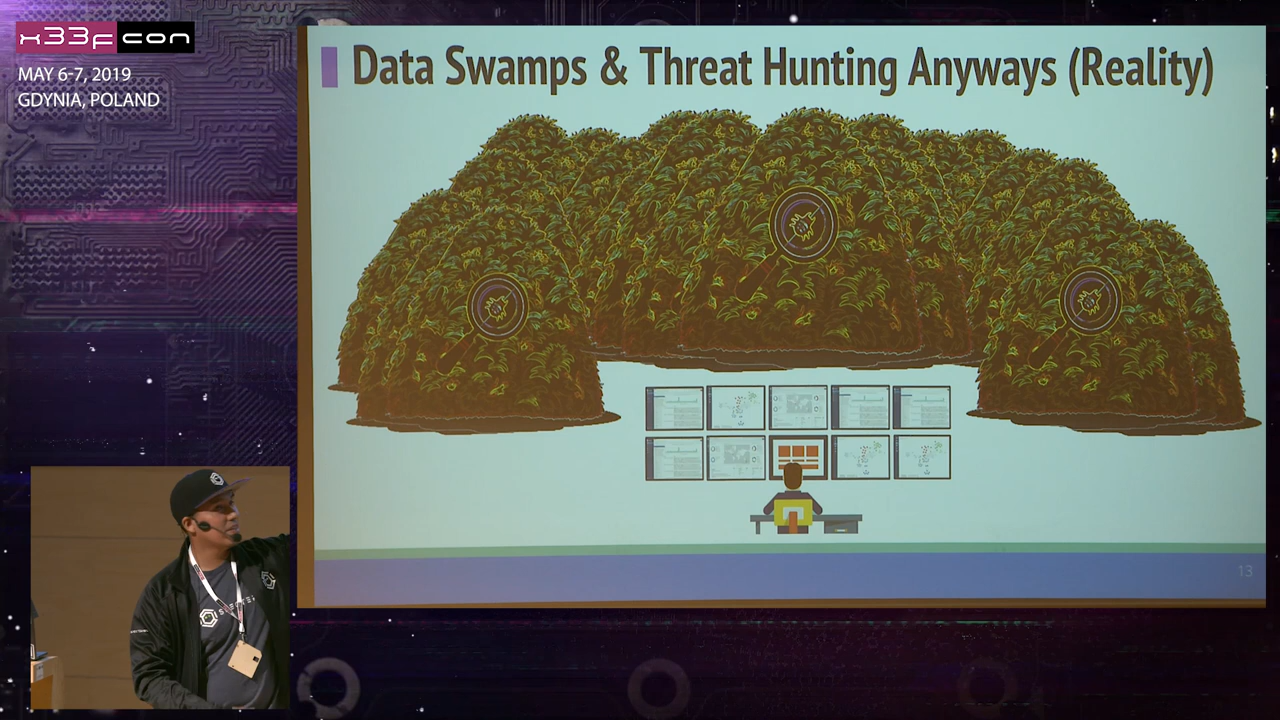 x33fcon
MAY 6-7, 2019
GDYNIA, POLAND
Data Swamps & Threat Hunting Anyways (Reality)
13